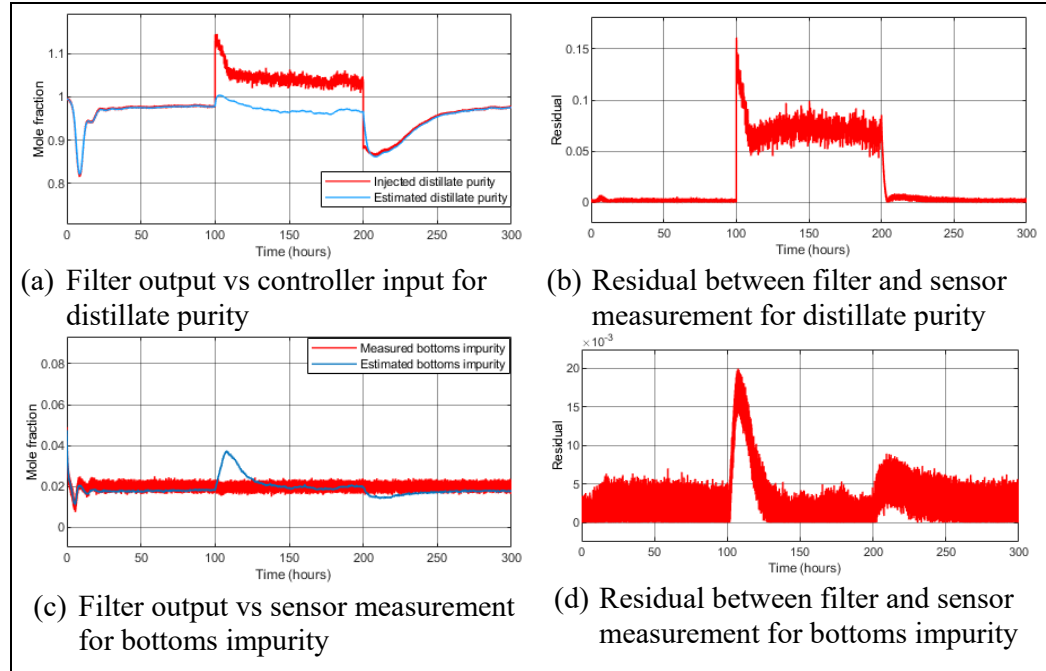 1.1
1
0.9
0.8
Mole fraction
Injected distillate purity
Estimated distillate purity
0 50 100 150 200 250 300
Time (hours)
(a) Filter output vs controller input for
distillate purity
0.15
0.1
0.05
0
Residual
0 50 100 150 200 250 300
Time (hours)
(b) Residual between filter and sensor
measurement for distillate purity
0.08
0.06
0.04
0.02
0
Mole fraction
Measured bottoms impurity
Estimated bottoms impurity
0 50 100 150 200 250 300
Time (hours)
(c) Filter output vs sensor measurement
for bottoms impurity
×10⁻³
20
15
10
5
0
Residual
0 50 100 150 200 250 300
Time (hours)
(d) Residual between filter and sensor
measurement for bottoms impurity